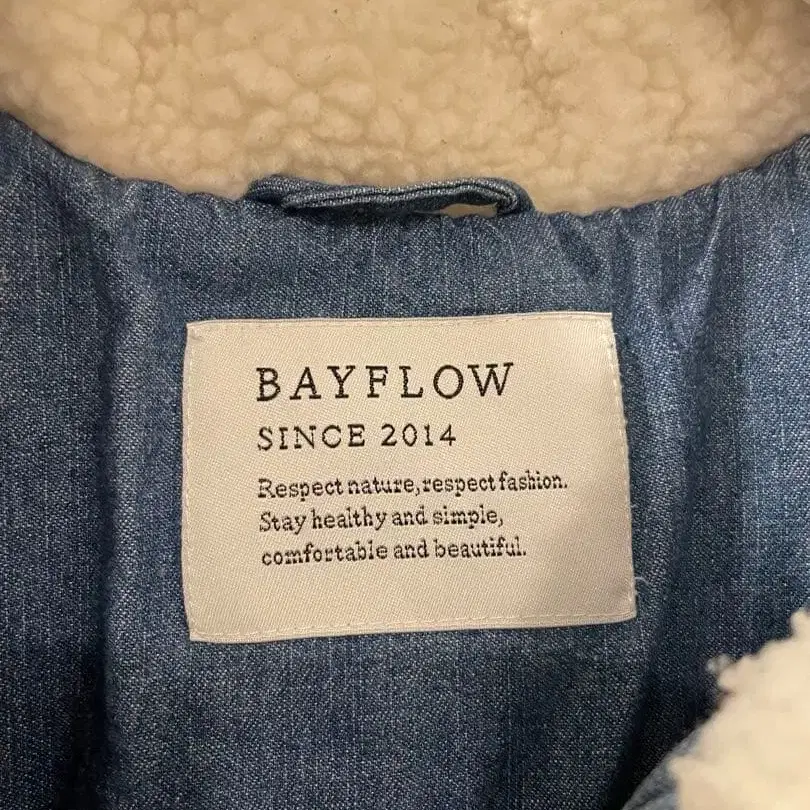 BAYFLOW
SINCE 2014
Respect nature, respect fashion.
Stay healthy and simple,
comfortable and beautiful.